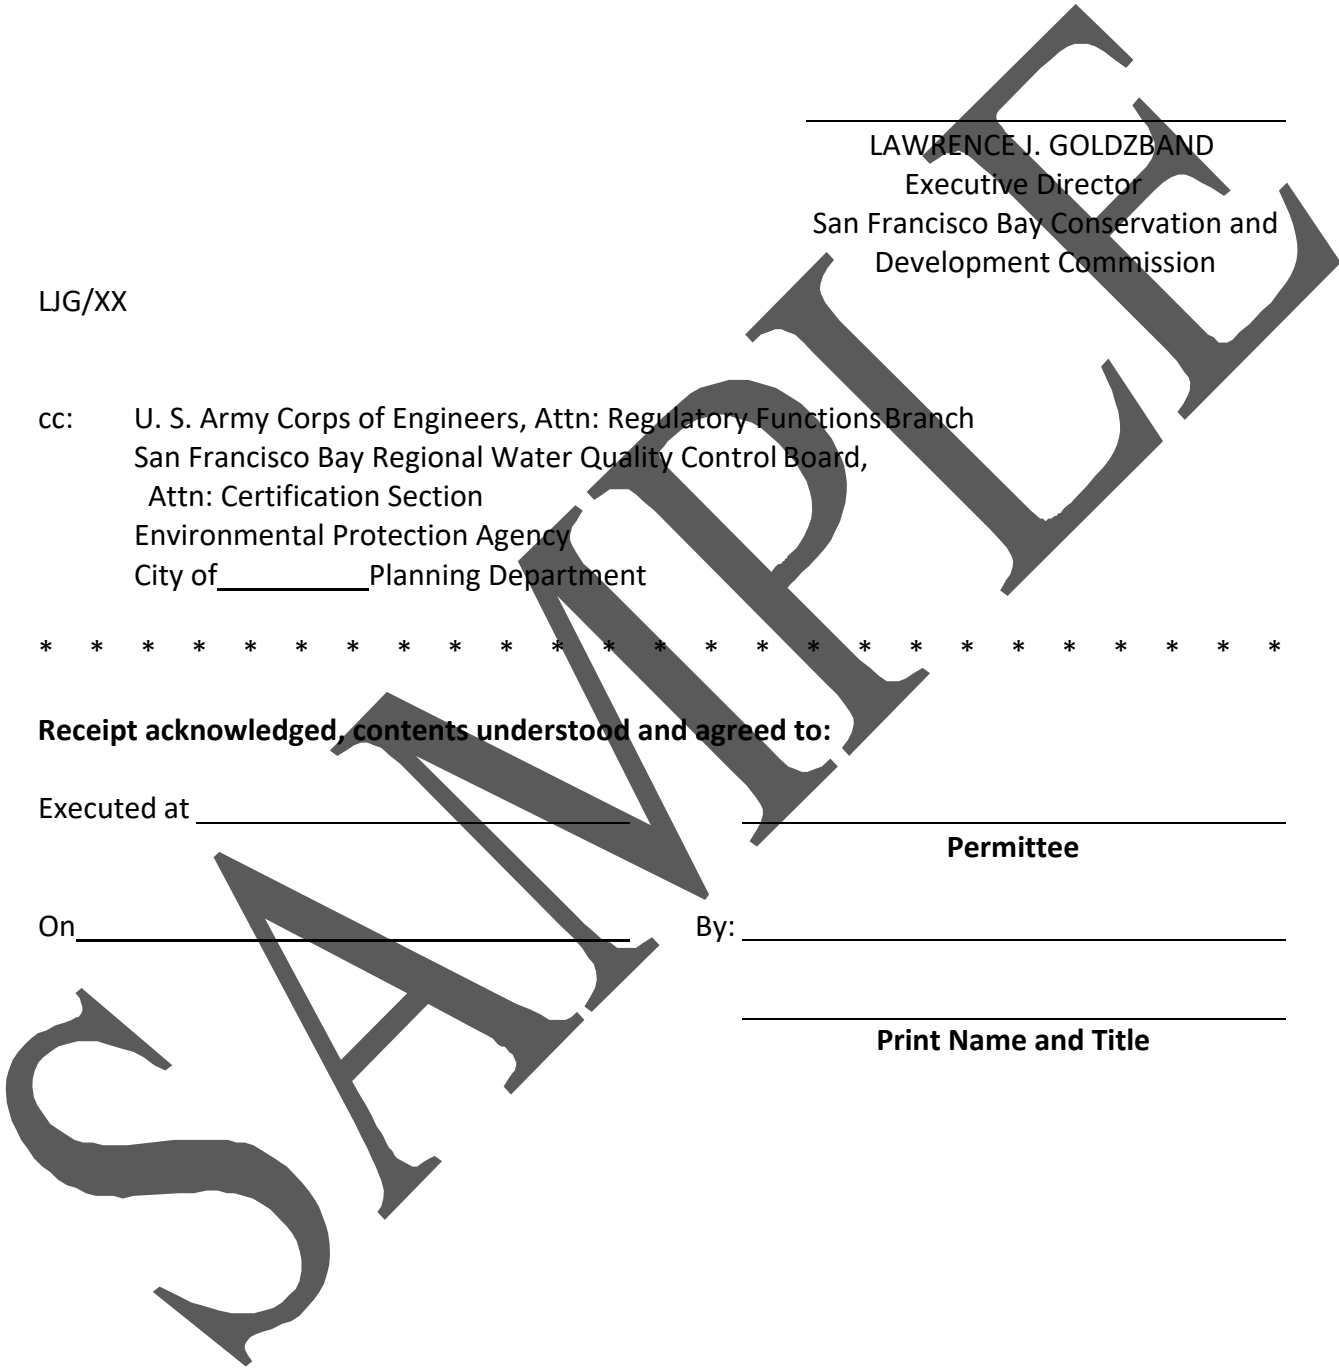 LAWRENCE J. GOLDZBAND
Executive Director
San Francisco Bay Conservation and
Development Commission
LJG/XX
cc: U. S. Army Corps of Engineers, Attn: Regulatory Functions Branch
San Francisco Bay Regional Water Quality Control Board,
Attn: Certification Section
Environmental Protection Agency
City of__________Planning Department
* * * * * * * * * * * * * * * * * * * * * * * * *
Receipt acknowledged, contents understood and agreed to:
Executed at
Permittee
On
By:
Print Name and Title
SAMPLE